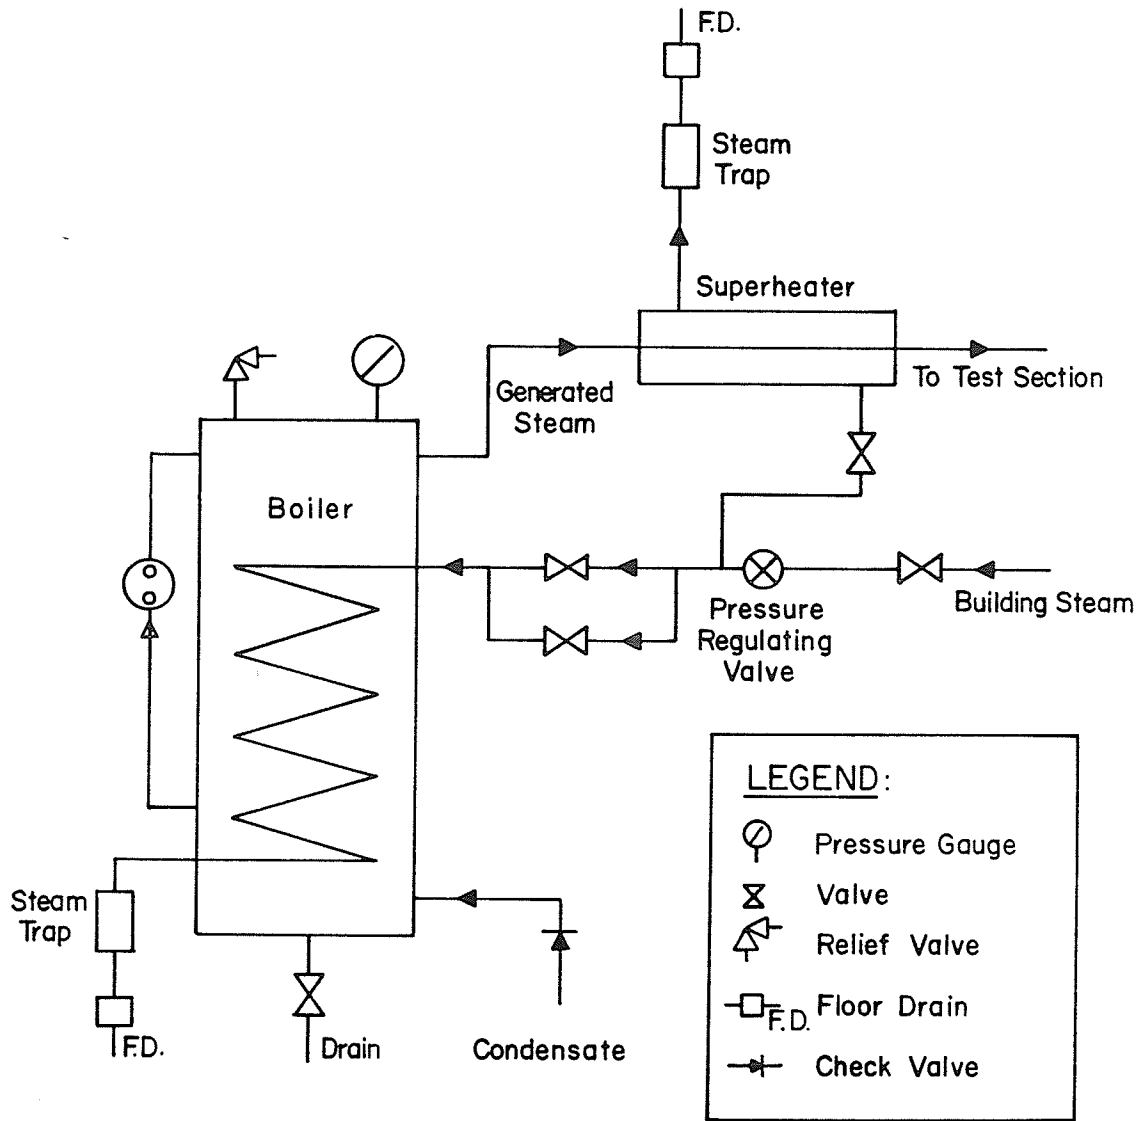 F.D.
Steam
Trap
Superheater
To Test Section
Generated
Steam
Boiler
Building Steam
Pressure
Regulating
Valve
Steam
Trap
F.D.
Drain
Condensate
LEGEND:
Pressure Gauge
Valve
Relief Valve
F.D. Floor Drain
Check Valve